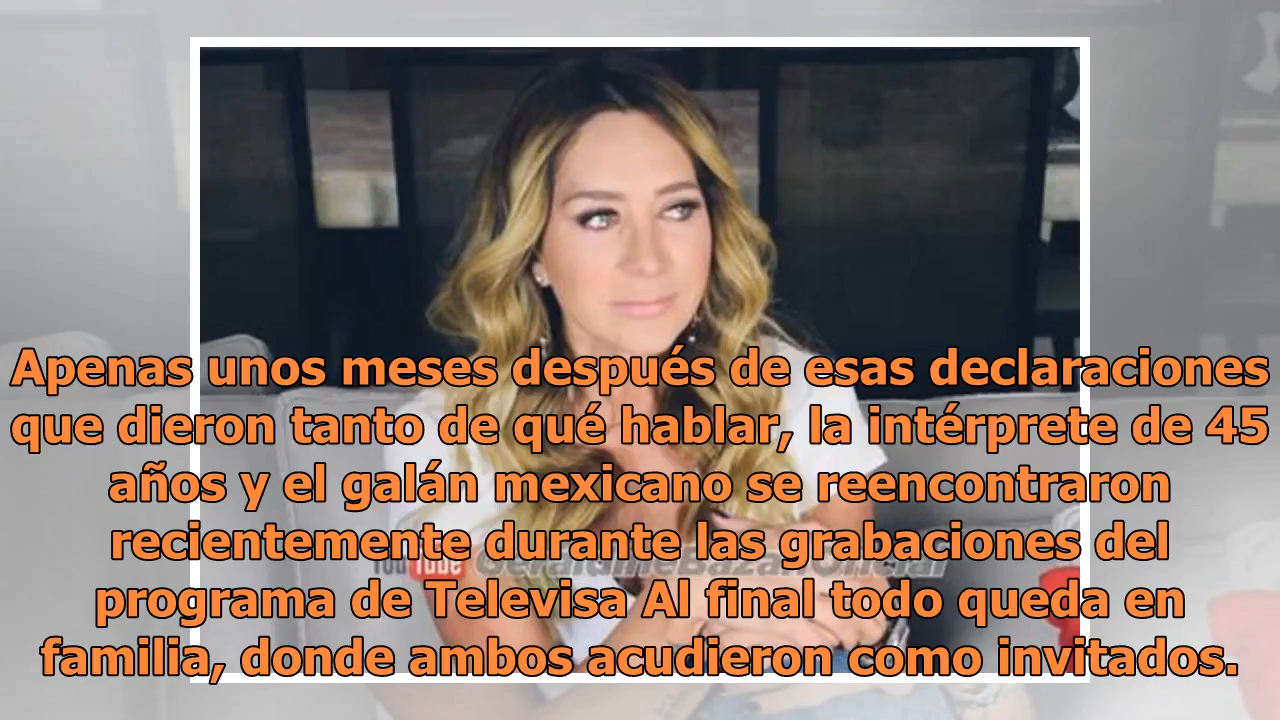 Apenas unos meses después de esas declaraciones
que dieron tanto de qué hablar, la intérprete de 45
años y el galán mexicano se reencontraron
recientemente durante las grabaciones del
YouTube GeraldineBazanOficial
programa de Televisa Al final todo queda en
familia, donde ambos acudieron como invitados.